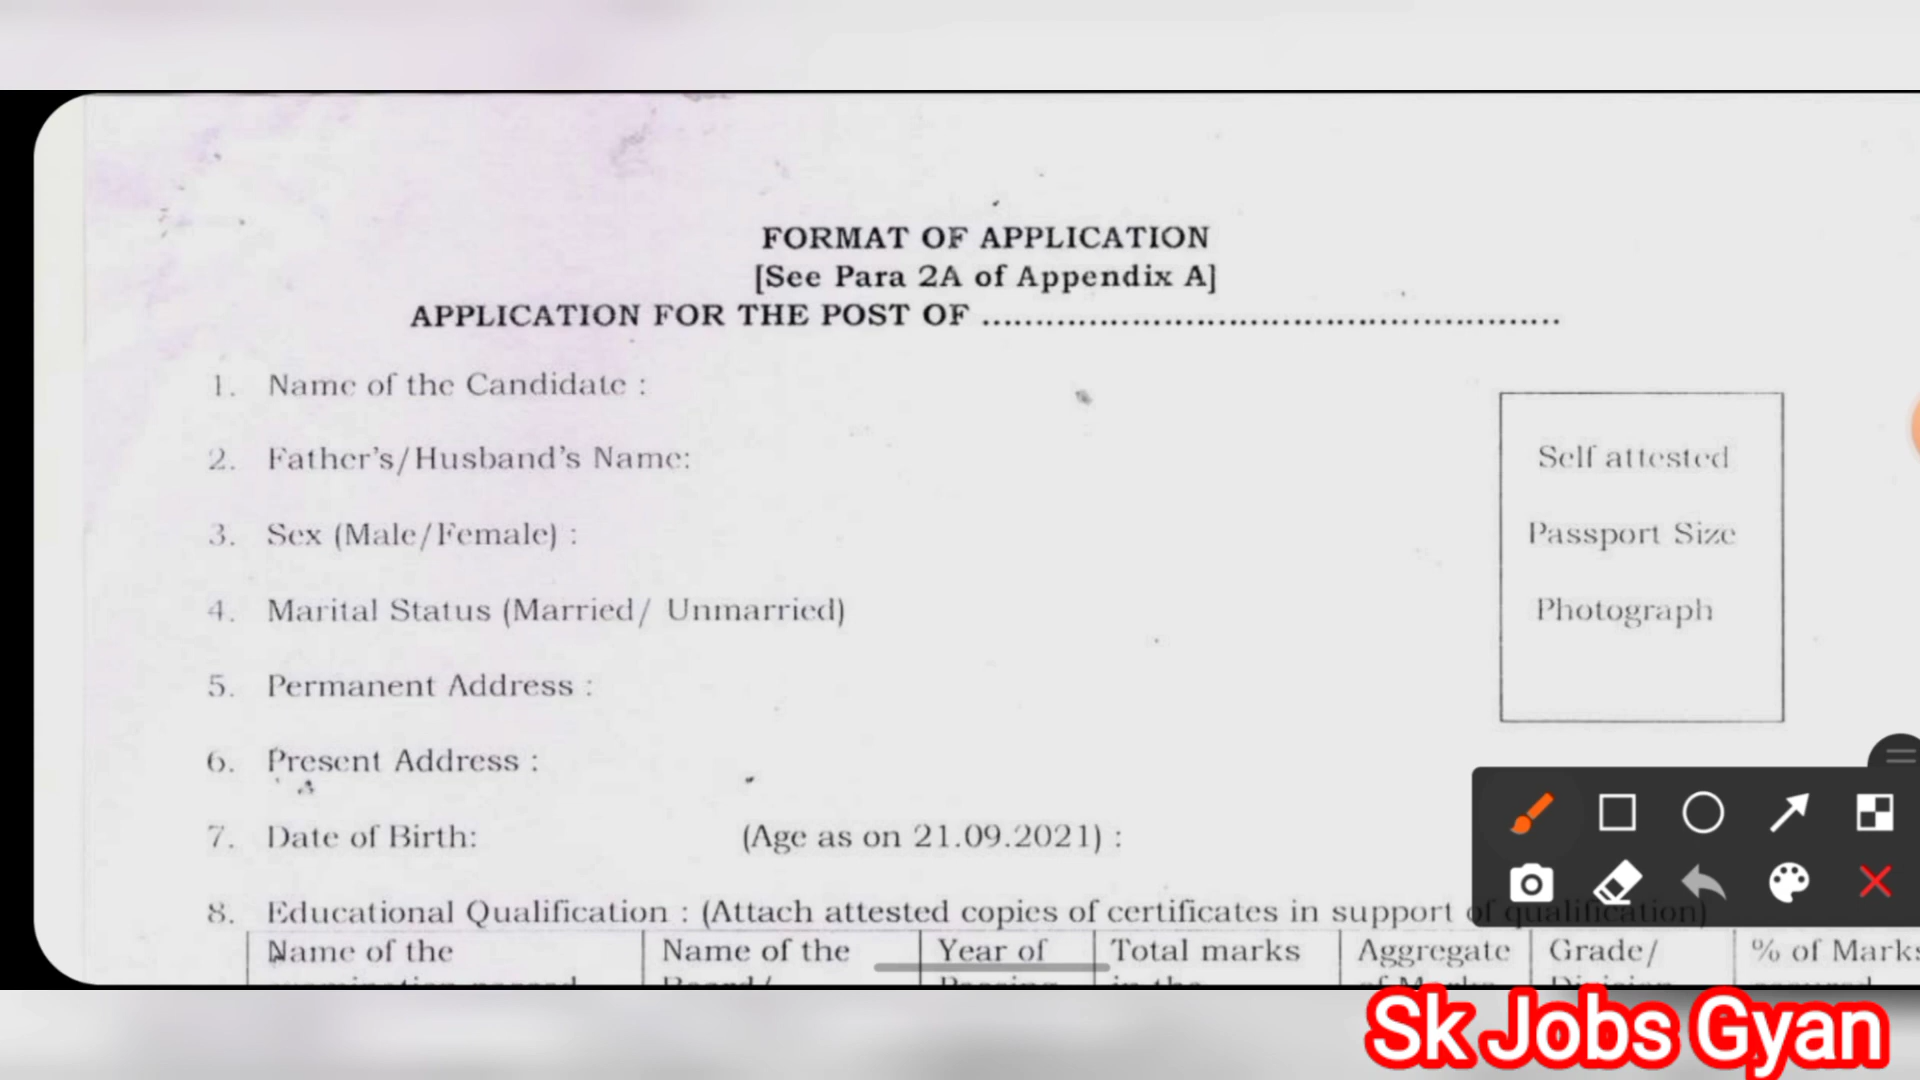 FORMAT OF APPLICATION
[See Para 2A of Appendix A]
APPLICATION FOR THE POST OF ........................................................
1. Name of the Candidate :
2. Father's/Husband's Name:
3. Sex (Male/Female) :
4. Marital Status (Married/ Unmarried)
5. Permanent Address :
6. Present Address :
7. Date of Birth: (Age as on 21.09.2021) :
Self attested
Passport Size
Photograph
8. Educational Qualification : (Attach attested copies of certificates in support of qualification)
Name of the Name of the Year of Total marks Aggregate Grade/ % of Marks
Sk Jobs Gyan